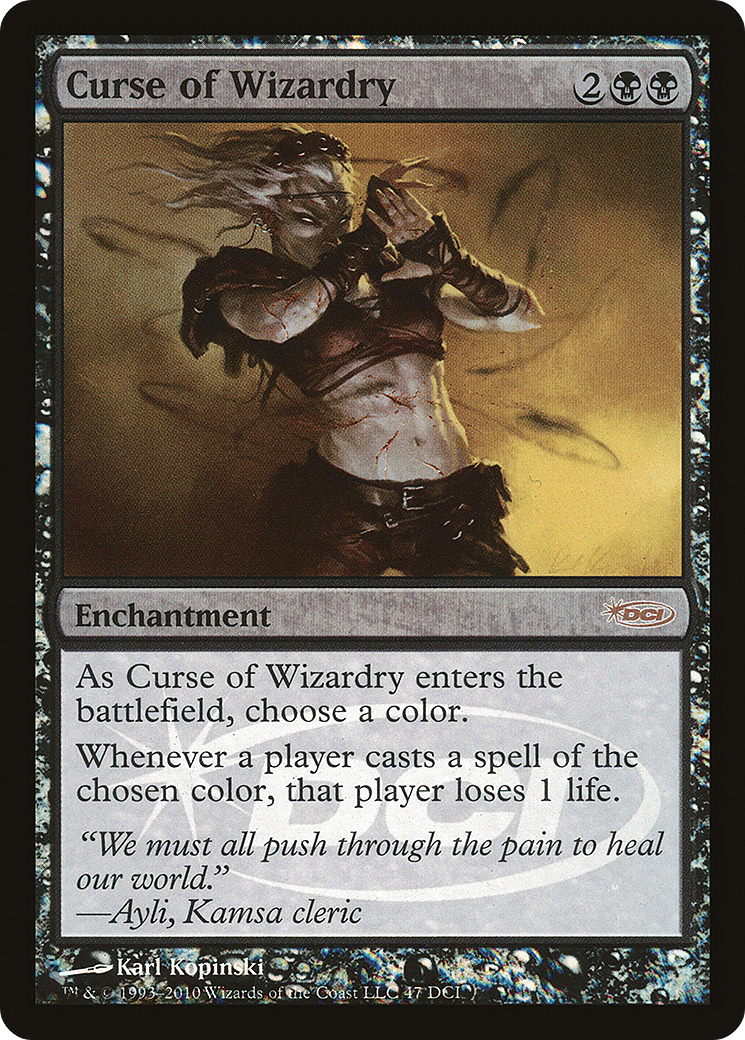 Curse of Wizardry 2
Enchantment DCI
As Curse of Wizardry enters the
battlefield, choose a color.
Whenever a player casts a spell of the
chosen color, that player loses 1 life.
“We must all push through the pain to heal
our world.”
—Ayli, Kamsa cleric
DCI
Karl Kopinski
™ & © 1993–2010 Wizards of the Coast LLC 47 DCI